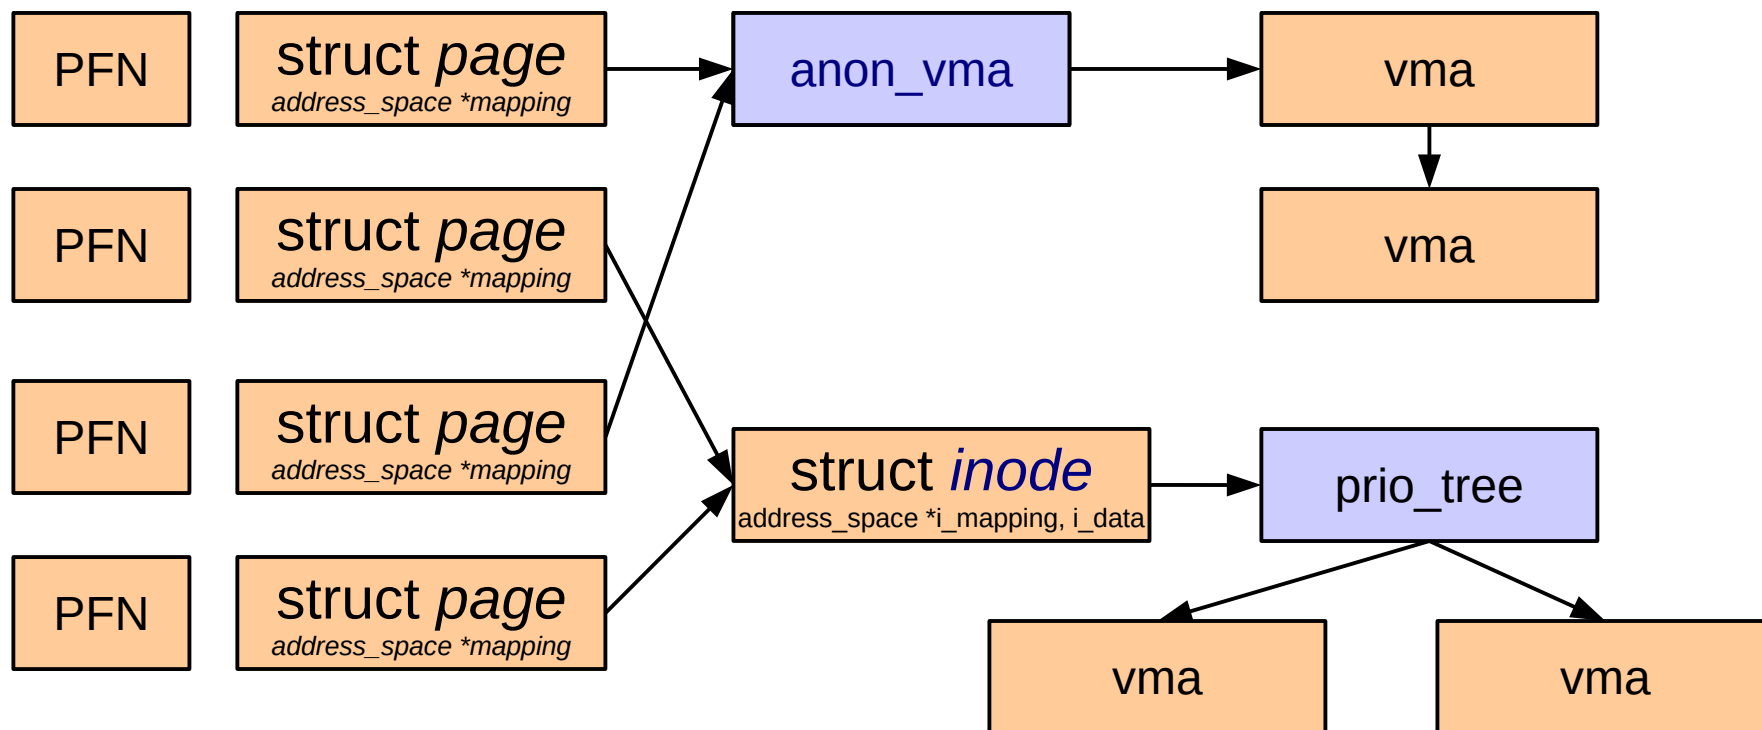 PFN
struct page
address_space *mapping
anon_vma
vma
PFN
struct page
address_space *mapping
vma
PFN
struct page
address_space *mapping
struct inode
address_space *i_mapping, i_data
prio_tree
PFN
struct page
address_space *mapping
vma
vma